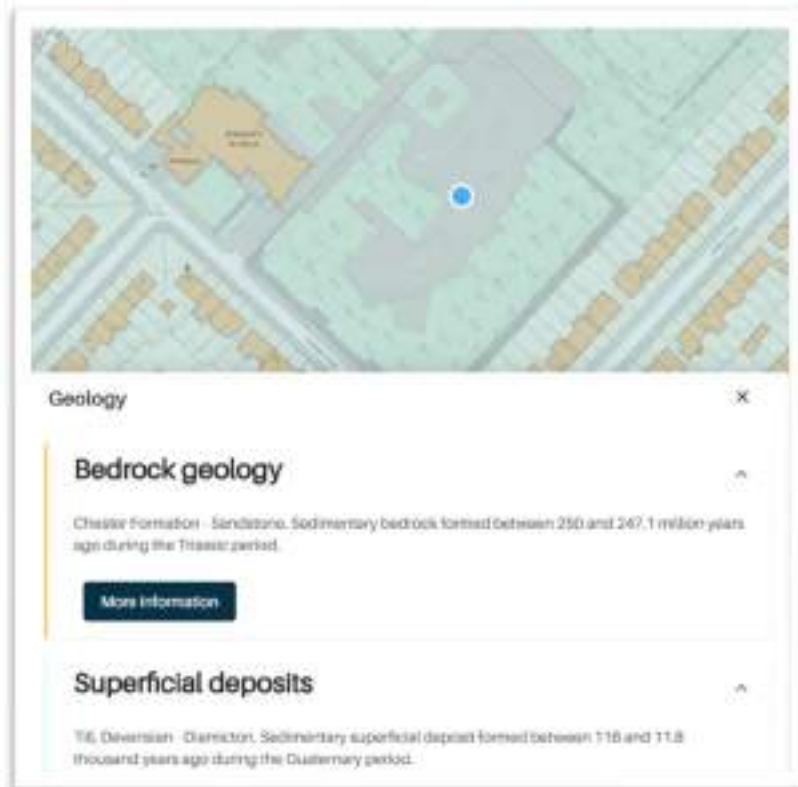 Geology
Bedrock geology
Chester Formation - Sandstone. Sedimentary bedrock formed between 250 and 247.1 million years
ago during the Triassic period.
More Information
Superficial deposits
Till, Devensian - Diamicton. Sedimentary superficial deposit formed between 116 and 11.8
thousand years ago during the Quaternary period.